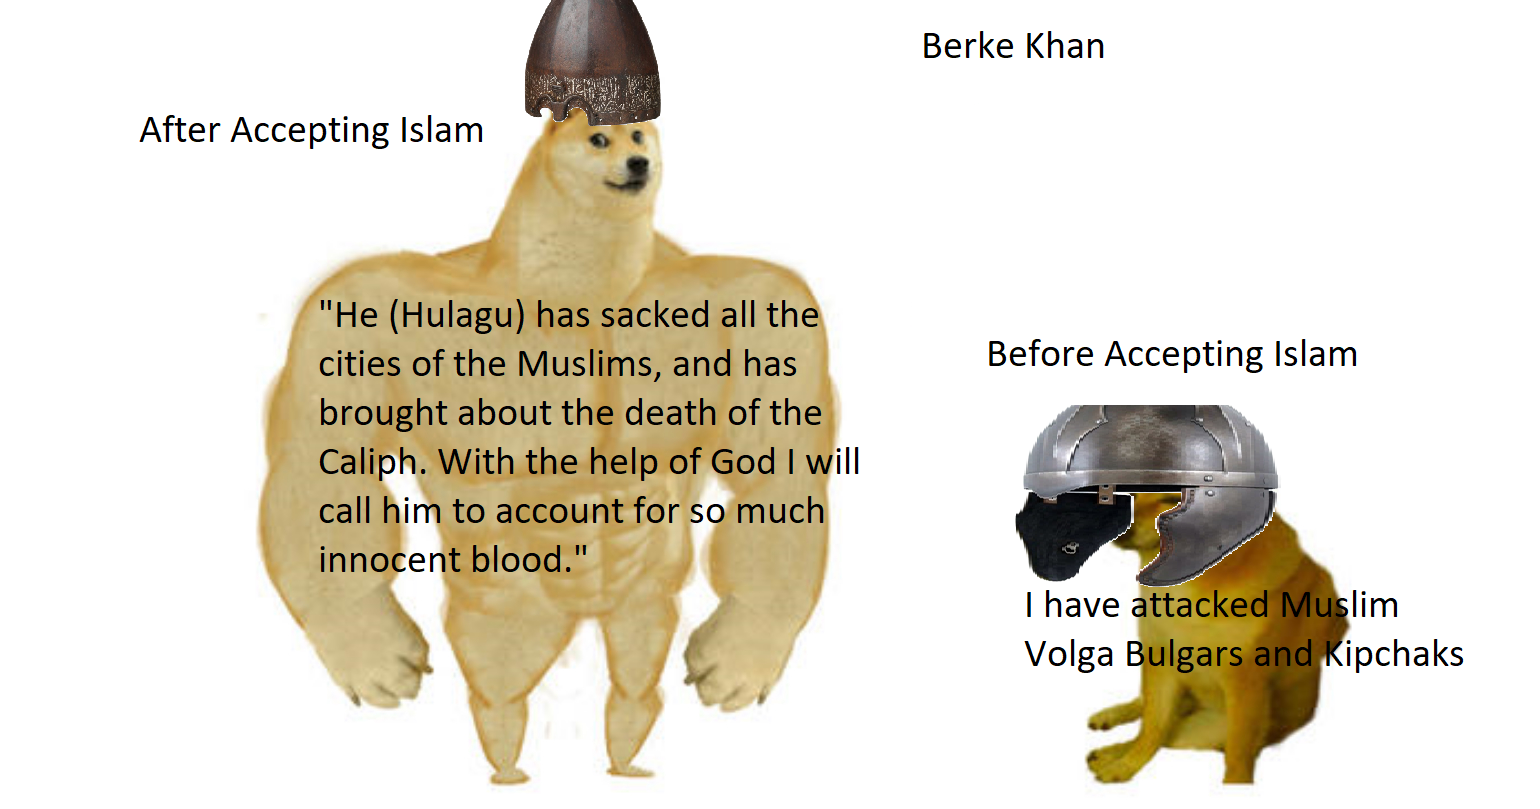 Berke Khan
After Accepting Islam
"He (Hulagu) has sacked all the
cities of the Muslims, and has
brought about the death of the
Caliph. With the help of God I will
call him to account for so much
innocent blood."
Before Accepting Islam
I have attacked Muslim
Volga Bulgars and Kipchaks